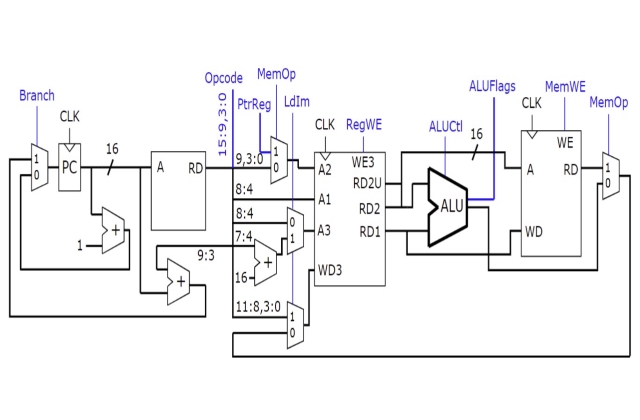 Opcode
MemOp
Branch
PtrReg
LdIm
ALUFlags
MemWE
MemOp
CLK
15:9,3:0
CLK
RegWE
ALUCtl
CLK
16
16
1
0
PC
A
RD
9,3:0
1
0
A2
WE3
RD2U
A
WE
RD
1
0
8:4
A1
RD2
ALU
8:4
0
1
A3
RD1
WD
7:4
+
1
9:3
+
16
+
WD3
11:8,3:0
1
0